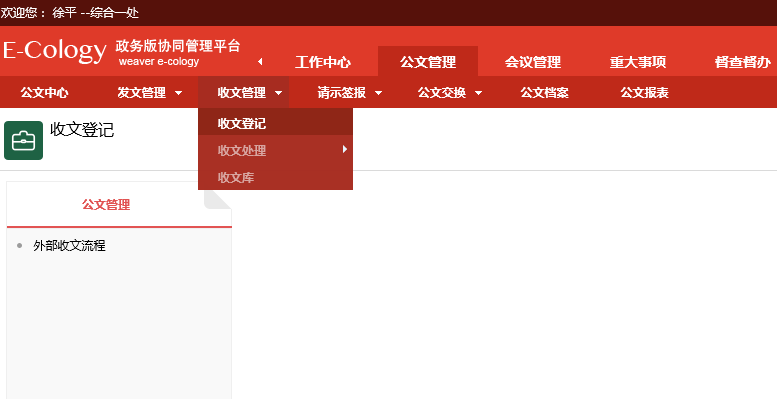 欢迎您： 徐平 --综合一处
E-Cology 政务版协同管理平台
weaver e-cology
工作中心 公文管理 会议管理 重大事项 督查督办
公文中心 发文管理 收文管理 请示签报 公文交换 公文档案 公文报表
收文登记
收文登记
收文处理
收文库
公文管理
外部收文流程